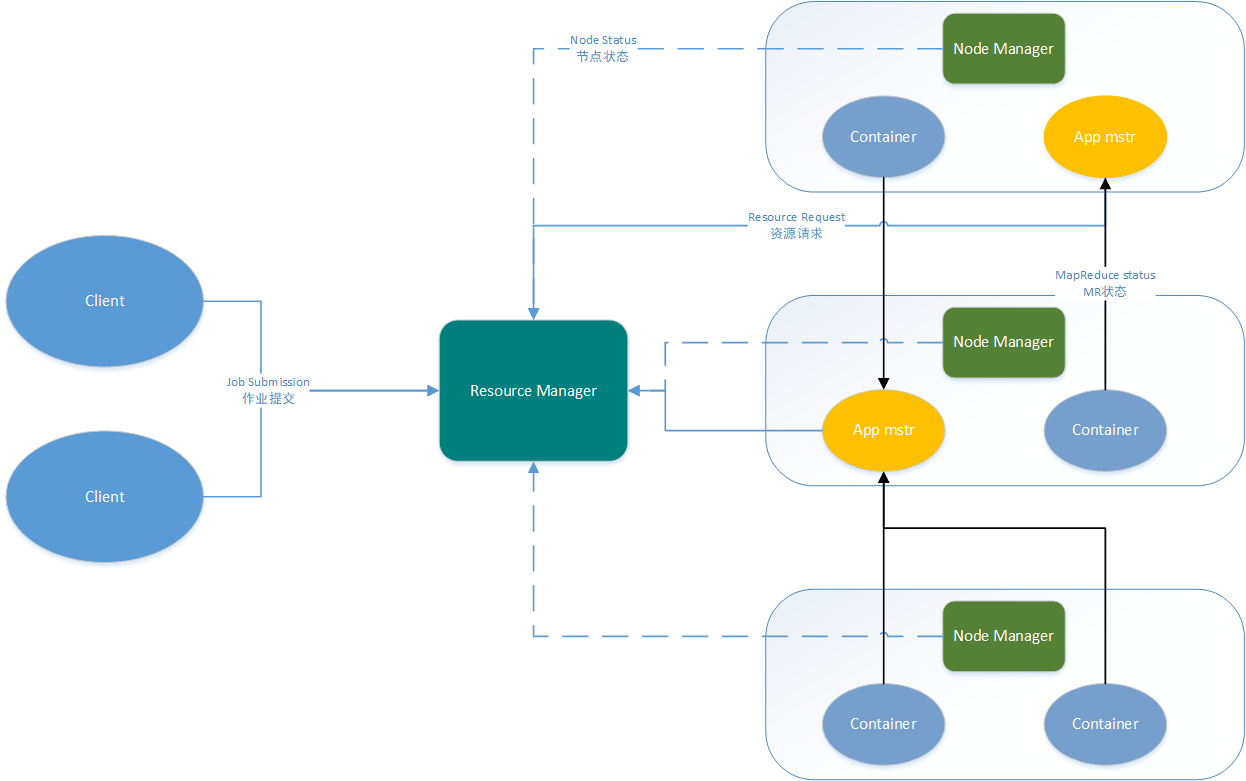 Node Status
节点状态
Node Manager
Container
App mstr
Resource Request
资源请求
MapReduce status
MR状态
Client
Job Submission
作业提交
Client
Resource Manager
Node Manager
App mstr
Container
Node Manager
Container
Container